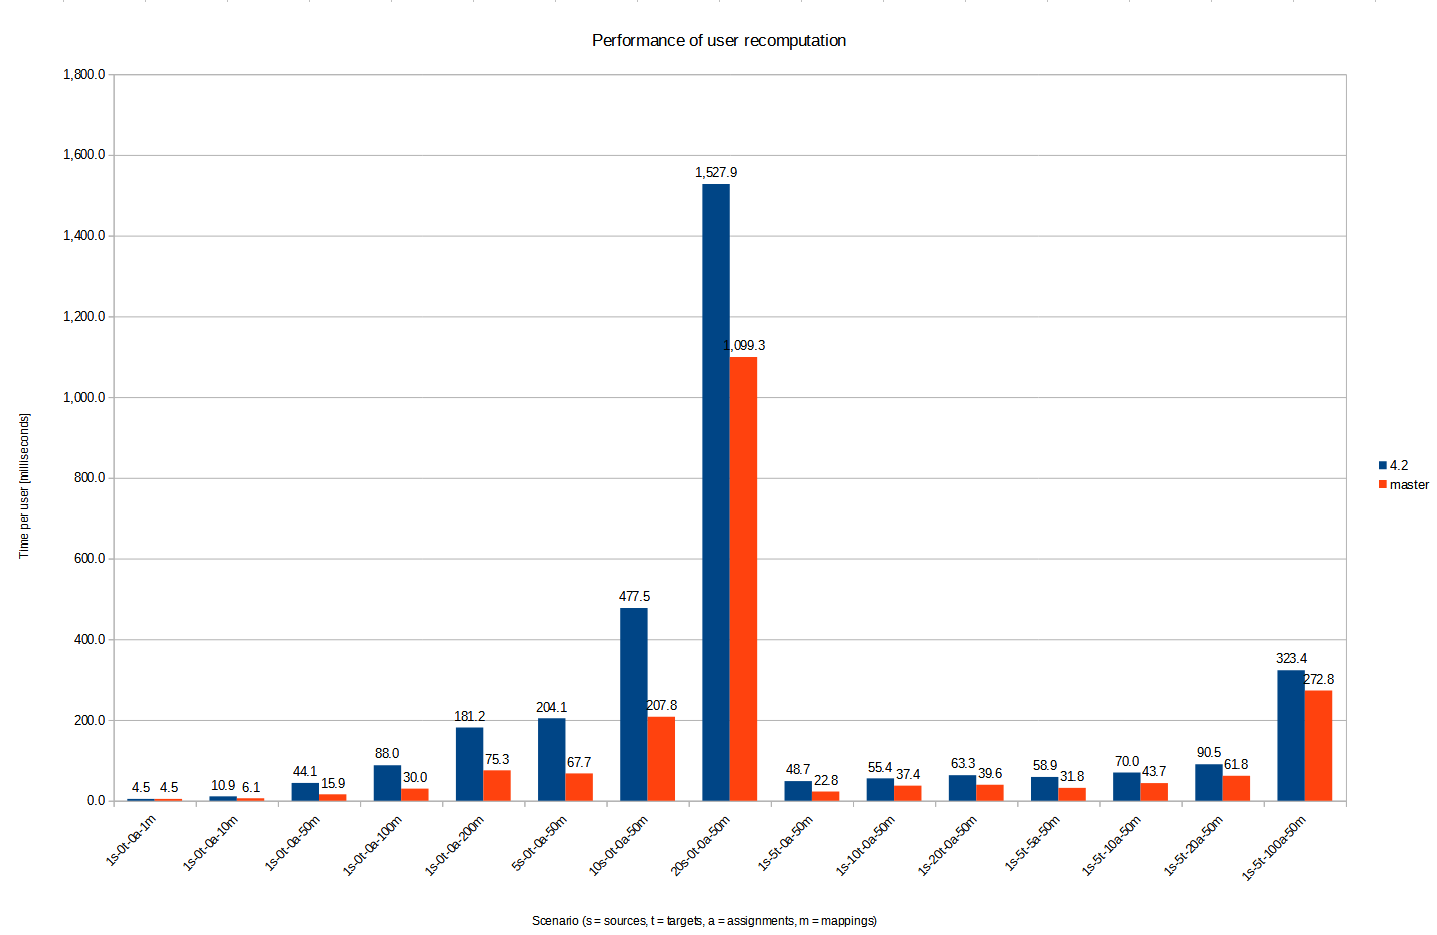 Performance of user recomputation
1,800.0
1,600.0
1,400.0
1,200.0
1,000.0
800.0
600.0
400.0
200.0
0.0
Time per user [milliseconds]
4.5 4.5
10.9 6.1
44.1 15.9
88.0 30.0
181.2 75.3
204.1 67.7
477.5 207.8
1,527.9 1,099.3
48.7 22.8
55.4 37.4
63.3 39.6
58.9 31.8
70.0 43.7
90.5 61.8
323.4 272.8
4.2
master
1s-0t-0a-1m
1s-0t-0a-10m
1s-0t-0a-50m
1s-0t-0a-100m
1s-0t-0a-200m
5s-0t-0a-50m
10s-0t-0a-50m
20s-0t-0a-50m
1s-5t-0a-50m
1s-10t-0a-50m
1s-20t-0a-50m
1s-5t-5a-50m
1s-5t-10a-50m
1s-5t-20a-50m
1s-5t-100a-50m
Scenario (s = sources, t = targets, a = assignments, m = mappings)